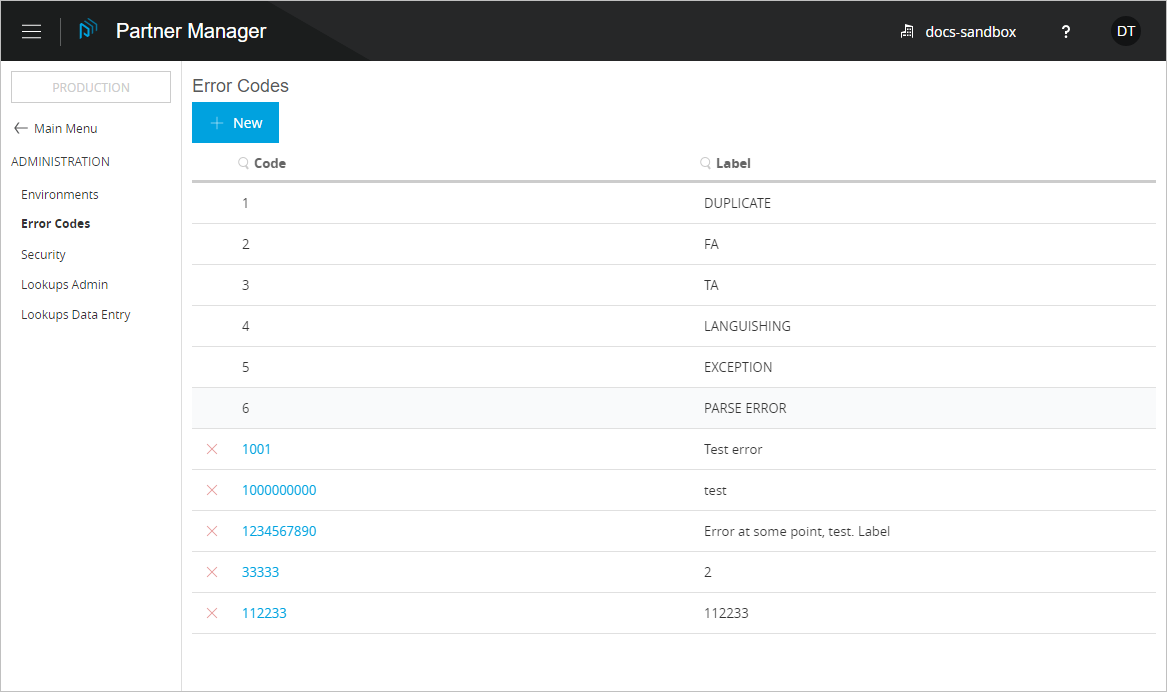 Partner Manager
docs-sandbox
?
DT
PRODUCTION
Main Menu
ADMINISTRATION
Environments
Error Codes
Security
Lookups Admin
Lookups Data Entry
Error Codes
New
Code Label
1 DUPLICATE
2 FA
3 TA
4 LANGUISHING
5 EXCEPTION
6 PARSE ERROR
1001 Test error
1000000000 test
1234567890 Error at some point, test. Label
33333 2
112233 112233